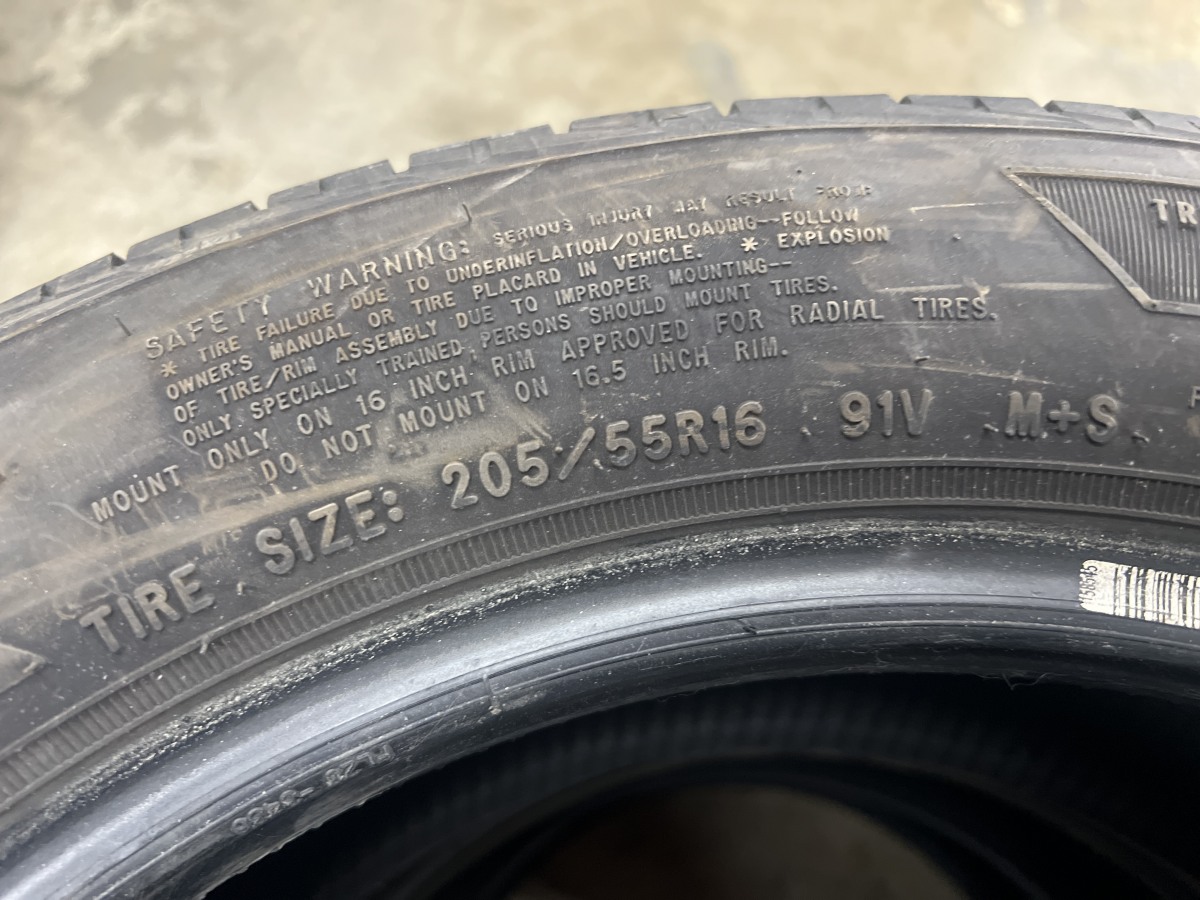 SAFETY WARNING: SERIOUS INJURY MAY RESULT FROM
* TIRE FAILURE DUE TO UNDERINFLATION/OVERLOADING--FOLLOW
OWNER'S MANUAL OR TIRE PLACARD IN VEHICLE. * EXPLOSION
OF TIRE/RIM ASSEMBLY DUE TO IMPROPER MOUNTING--
ONLY SPECIALLY TRAINED PERSONS SHOULD MOUNT TIRES.
MOUNT ONLY ON 16 INCH RIM APPROVED FOR RADIAL TIRES.
DO NOT MOUNT ON 16.5 INCH RIM.
TIRE SIZE: 205/55R16 91V M+S
TR